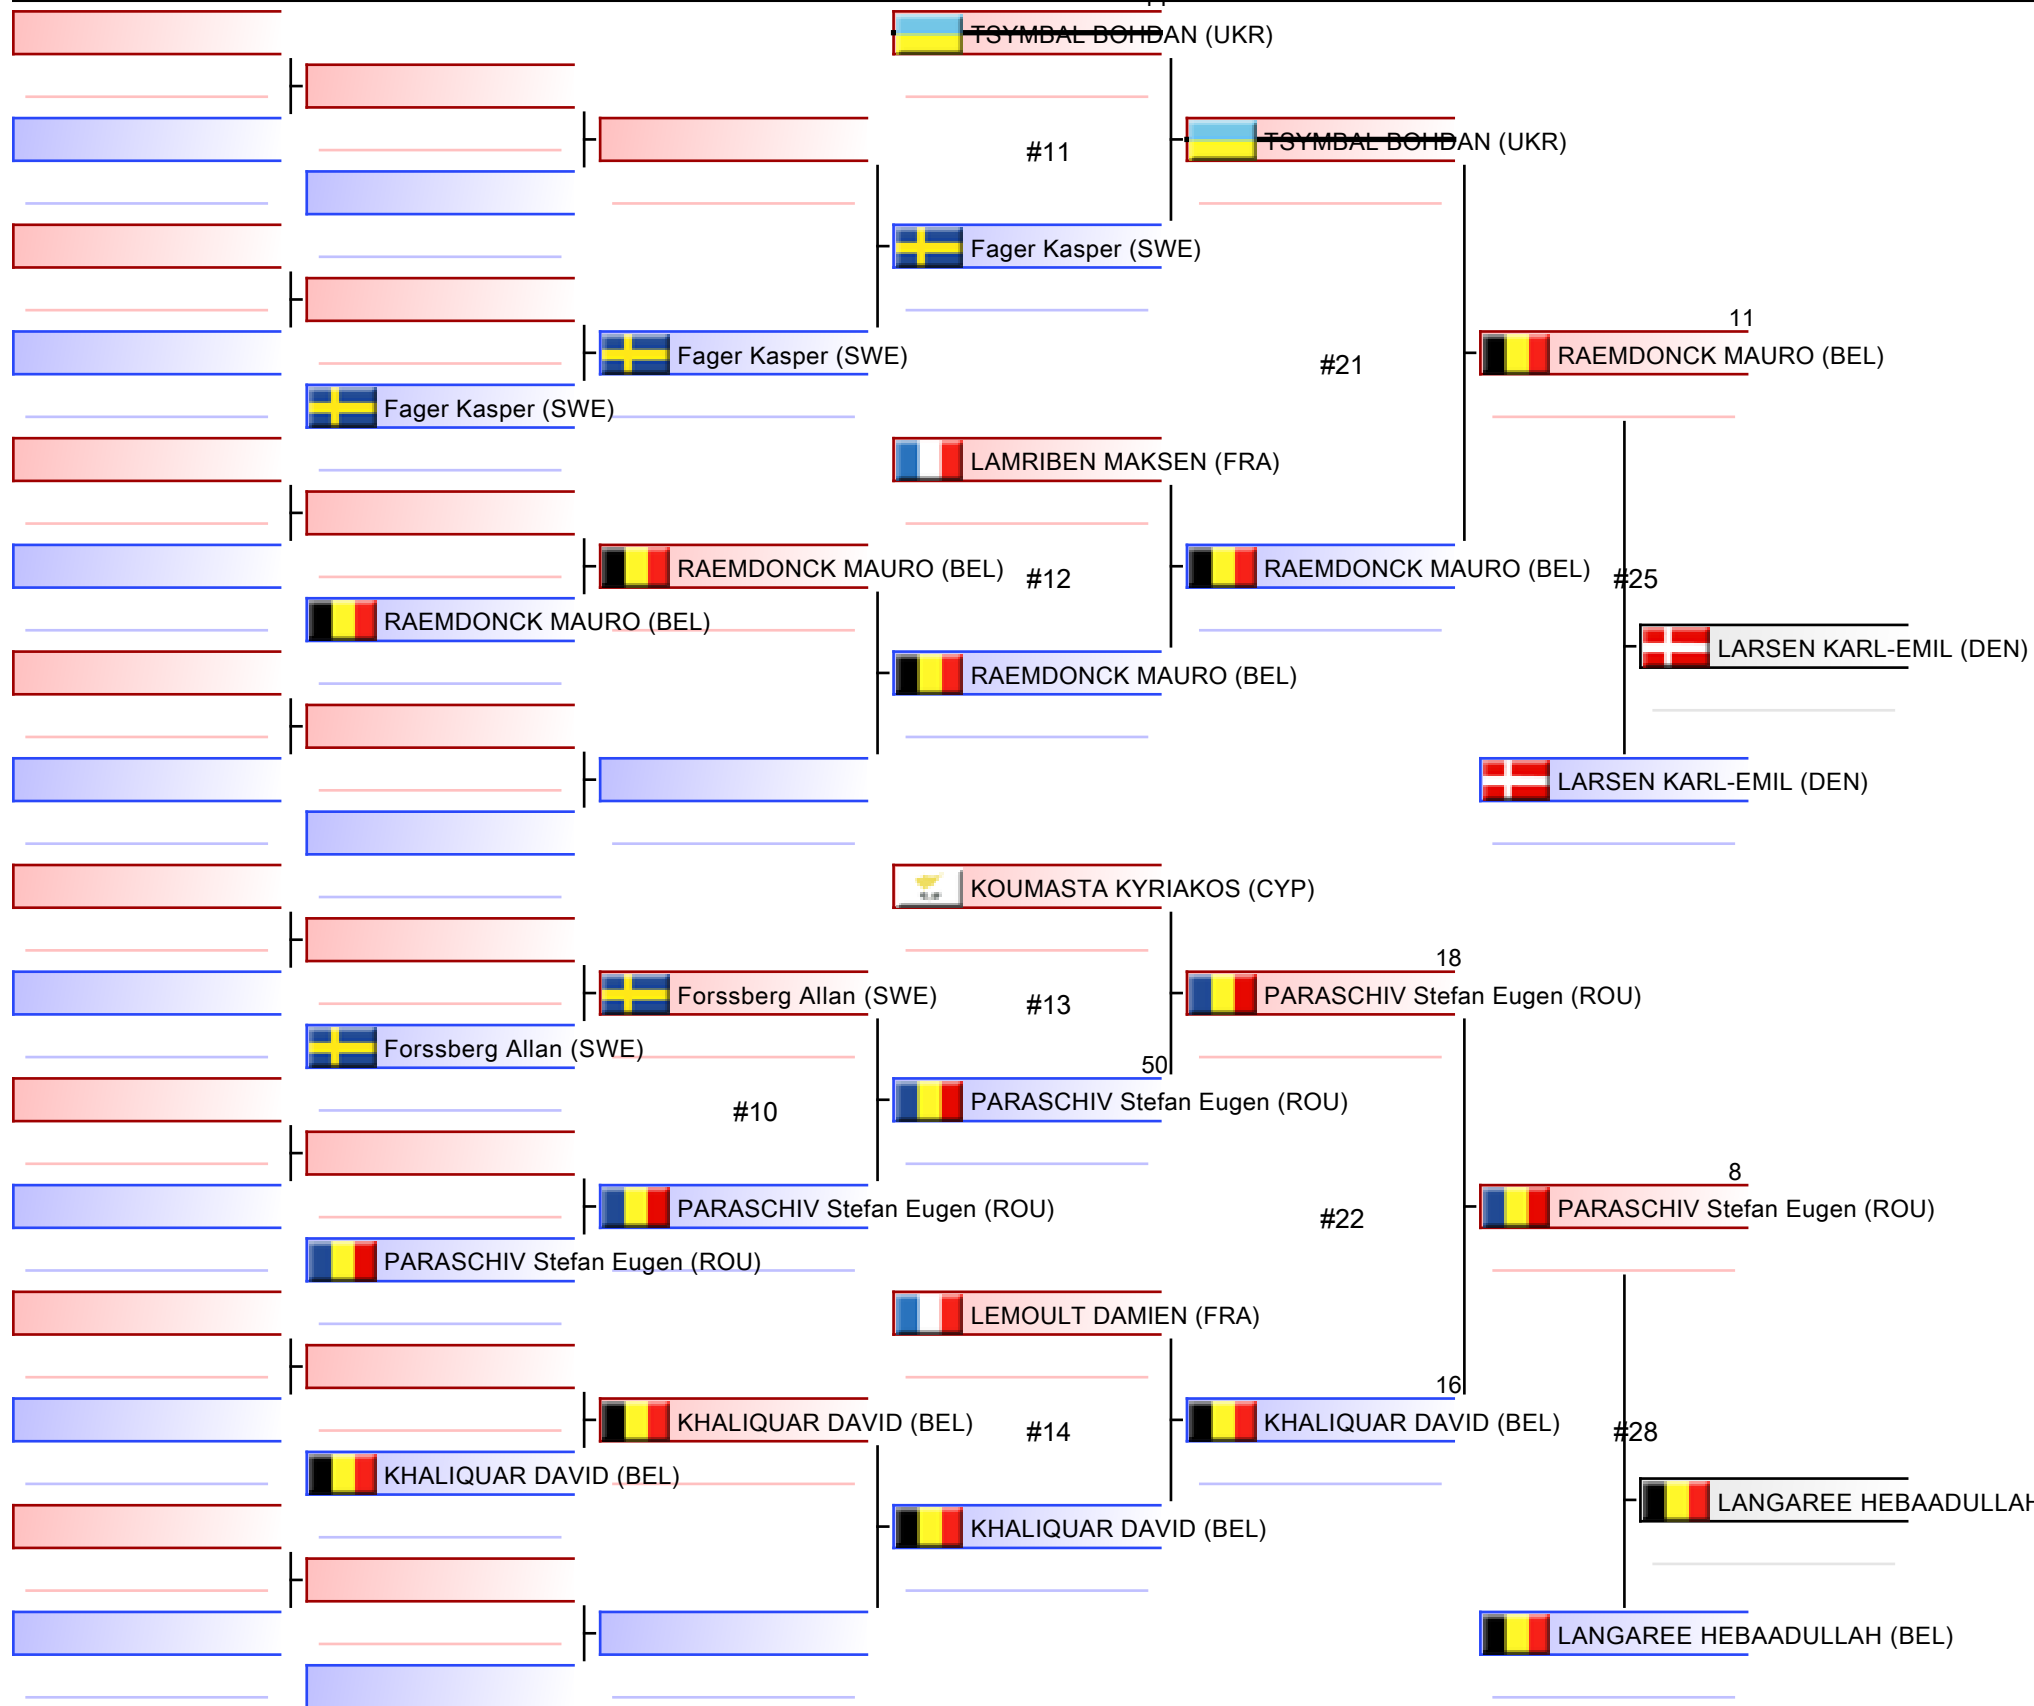 TSYMBAL BOHDAN (UKR)
#11
TSYMBAL BOHDAN (UKR)
Fager Kasper (SWE)
11
Fager Kasper (SWE)
#21
RAEMDONCK MAURO (BEL)
Fager Kasper (SWE)
LAMRIBEN MAKSEN (FRA)
RAEMDONCK MAURO (BEL)
#12
RAEMDONCK MAURO (BEL)
#25
RAEMDONCK MAURO (BEL)
LARSEN KARL-EMIL (DEN)
RAEMDONCK MAURO (BEL)
LARSEN KARL-EMIL (DEN)
KOUMASTA KYRIAKOS (CYP)
18
Forssberg Allan (SWE)
#13
PARASCHIV Stefan Eugen (ROU)
Forssberg Allan (SWE)
50
#10
PARASCHIV Stefan Eugen (ROU)
8
PARASCHIV Stefan Eugen (ROU)
#22
PARASCHIV Stefan Eugen (ROU)
PARASCHIV Stefan Eugen (ROU)
LEMOULT DAMIEN (FRA)
16
KHALIQUAR DAVID (BEL)
#14
KHALIQUAR DAVID (BEL)
#28
KHALIQUAR DAVID (BEL)
LANGAREE HEBAADULLAH
KHALIQUAR DAVID (BEL)
LANGAREE HEBAADULLAH (BEL)